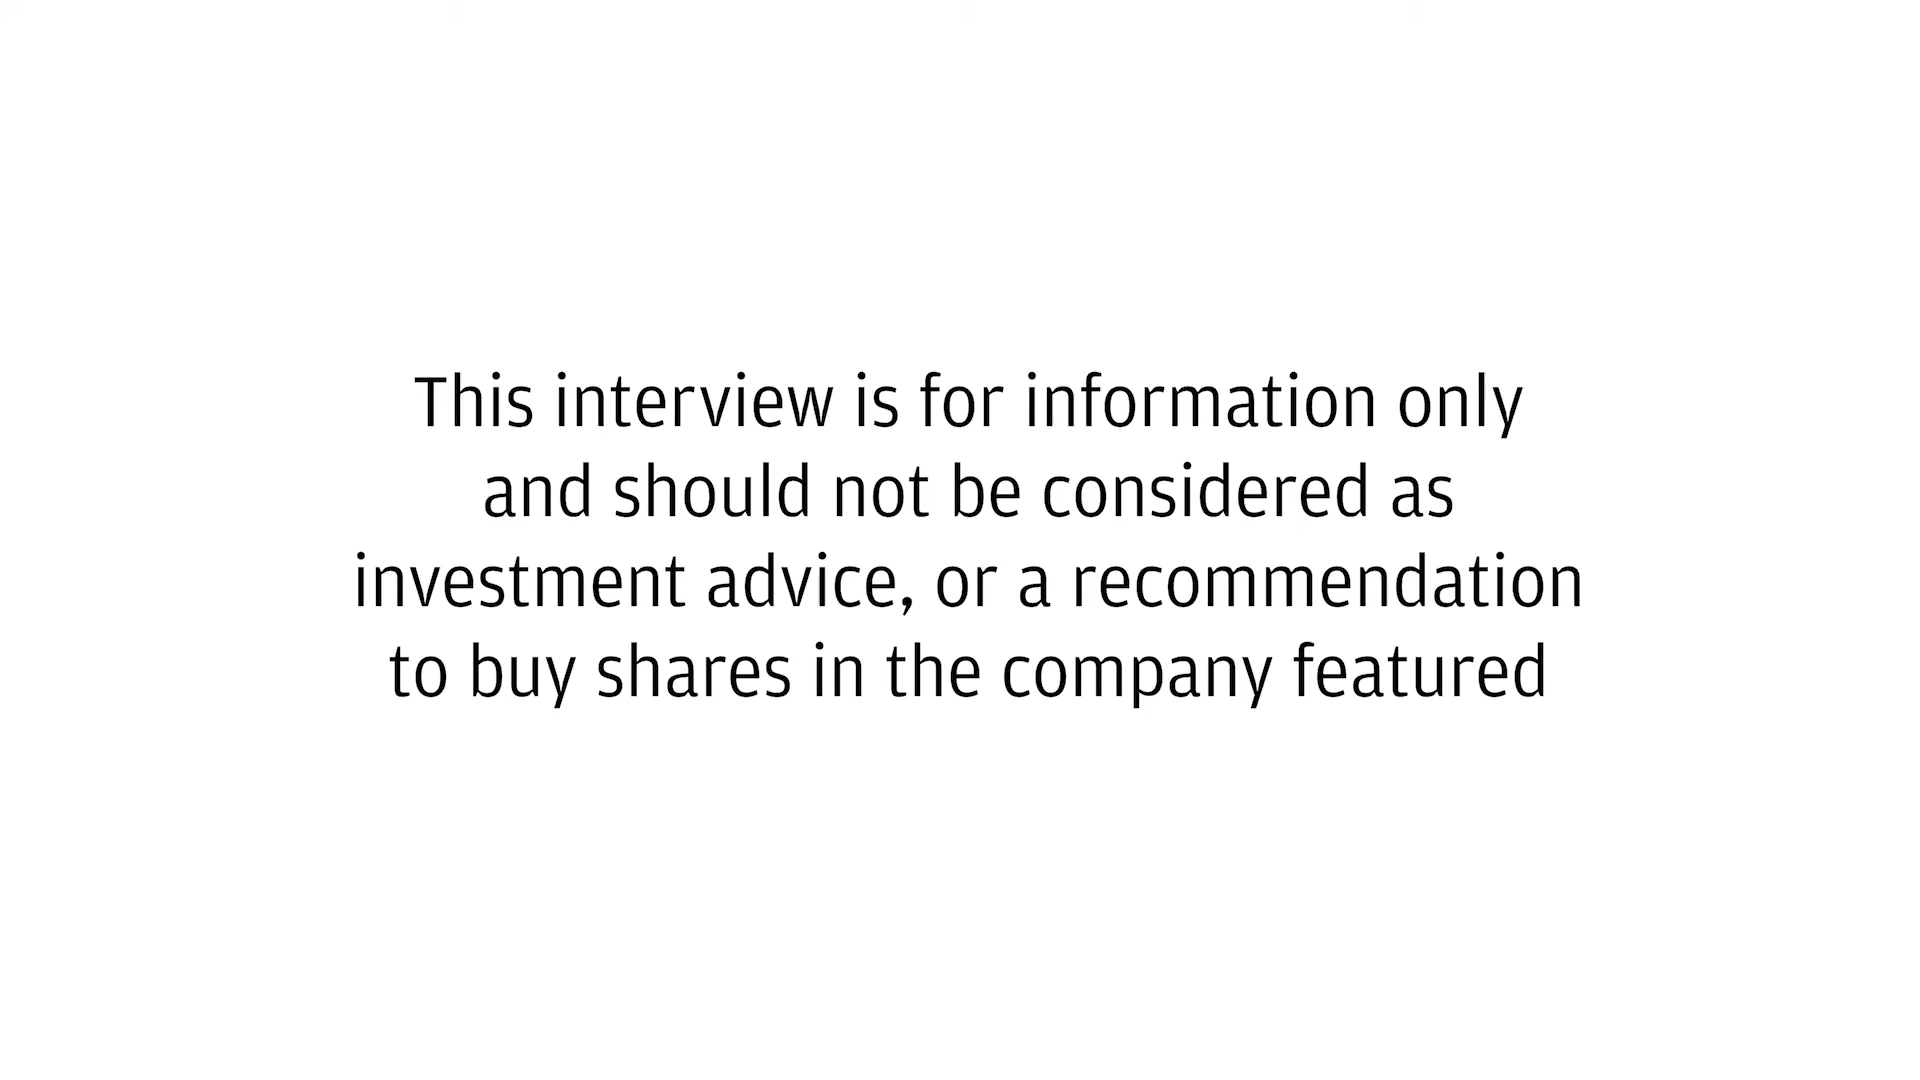 This interview is for information only
and should not be considered as
investment advice, or a recommendation
to buy shares in the company featured